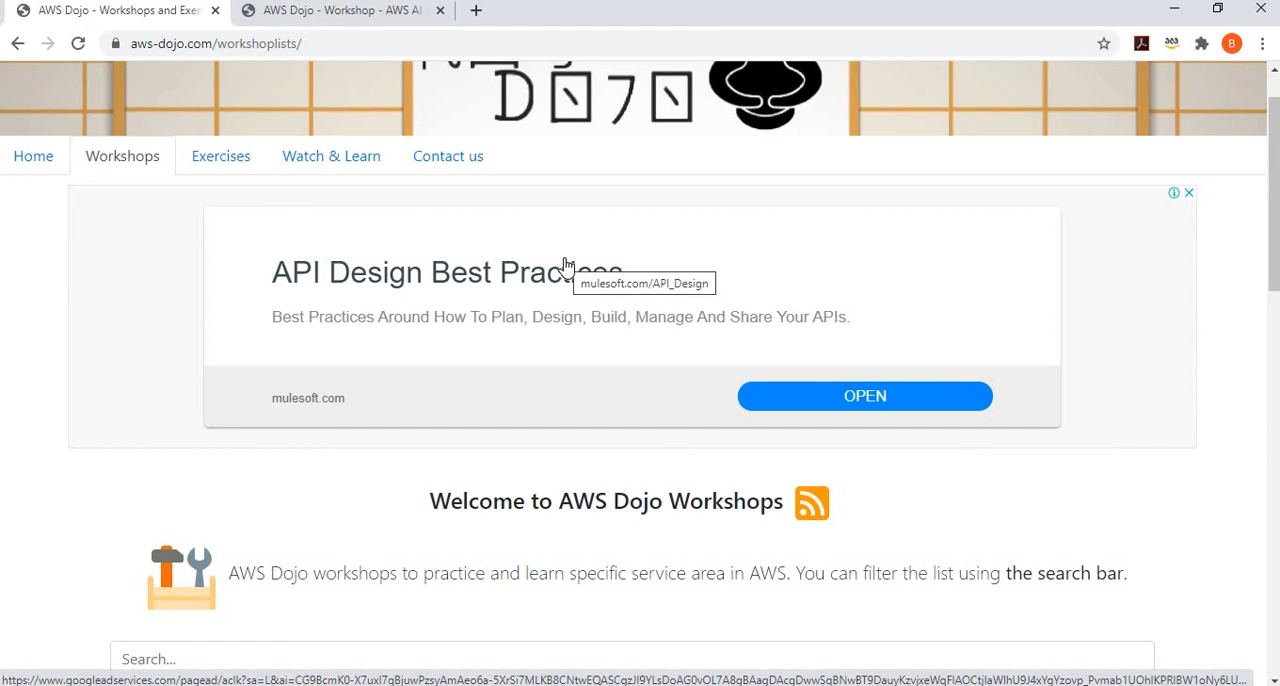 AWS Dojo - Workshops and Exer
AWS Dojo - Workshop - AWS AI
aws-dojo.com/workshoplists/
B
Home
Workshops
Exercises
Watch & Learn
Contact us
API Design Best Practices
mulesoft.com/API_Design
Best Practices Around How To Plan, Design, Build, Manage And Share Your APIs.
mulesoft.com
OPEN
Welcome to AWS Dojo Workshops
AWS Dojo workshops to practice and learn specific service area in AWS. You can filter the list using the search bar.
Search...